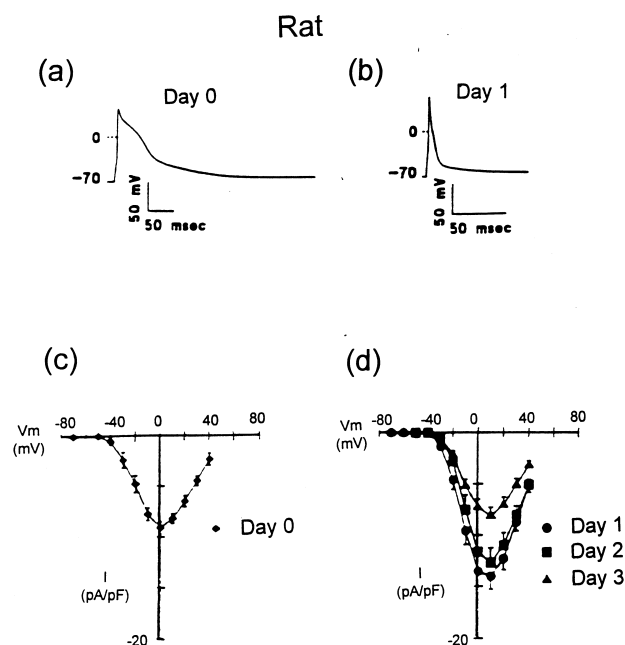 Rat
(a)
Day 0
0
-70
50 mV
50 msec
(b)
Day 1
0
-70
50 mV
50 msec
(c)
-80 -40 0 40 80
Vm
(mV)
Day 0
I
(pA/pF)
-20
(d)
-80 -40 0 40 80
Vm
(mV)
Day 1
Day 2
Day 3
I
(pA/pF)
-20